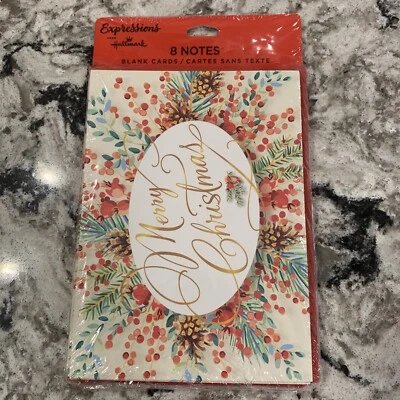 Expressions
FROM
Hallmark
8 NOTES
BLANK CARDS / CARTES SANS TEXTE
Merry
Christmas